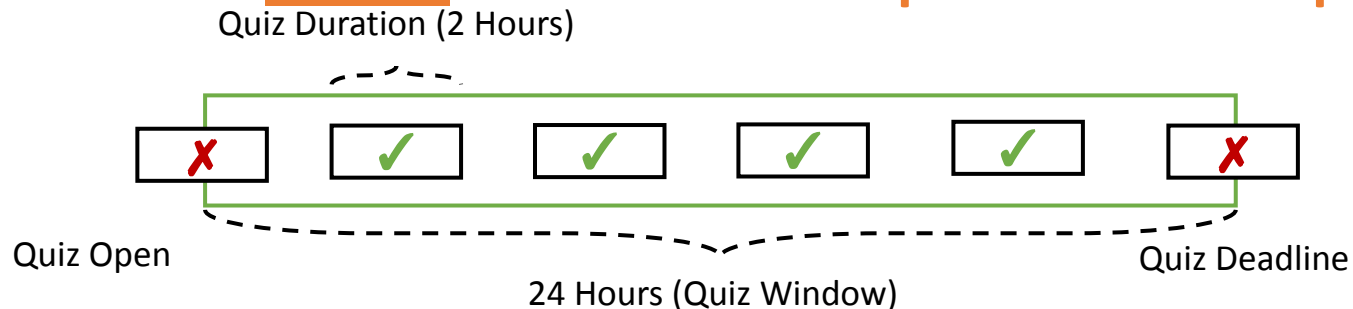 Quiz Duration (2 Hours)
✗ ✓ ✓ ✓ ✓ ✗
Quiz Open
Quiz Deadline
24 Hours (Quiz Window)